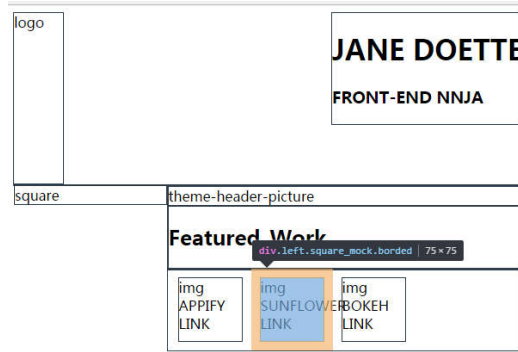 logo
JANE DOETTE
FRONT-END NNJA
square
theme-header-picture
Featured Work
div.left.square_mock.borded | 75×75
img
APPIFY
LINK
img
SUNFLOWER
LINK
img
BOKEH
LINK